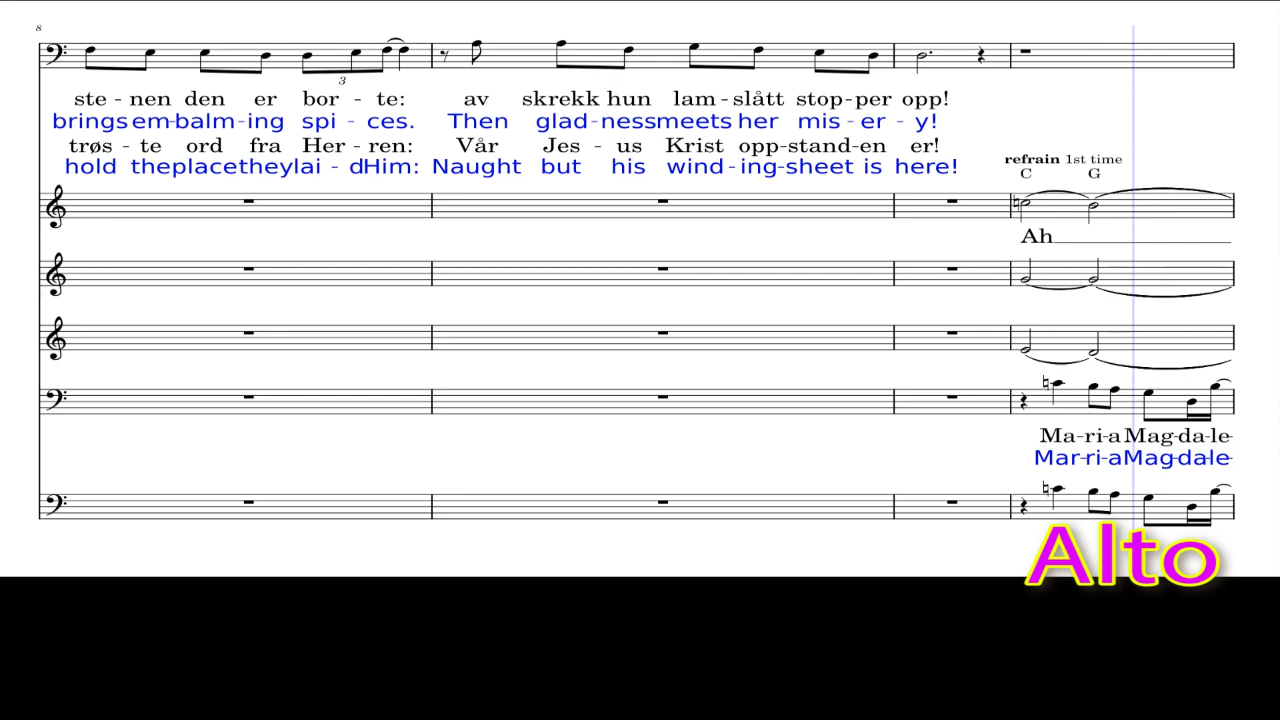 8
3
ste - nen den er bor - te: av skrekk hun lam - slått stop - per opp!
brings em-balm-ing spi - ces. Then glad-ness meets her mis - er - y!
trøs - te ord fra Her - ren: Vår Jes - us Krist opp-stand-en er!
hold the place they lai - d Him: Naught but his wind-ing-sheet is here!
refrain 1st time
C G
Ah
Ma-ri-a Mag-da-le-
Mar-ri-a Mag-dale-
Alto